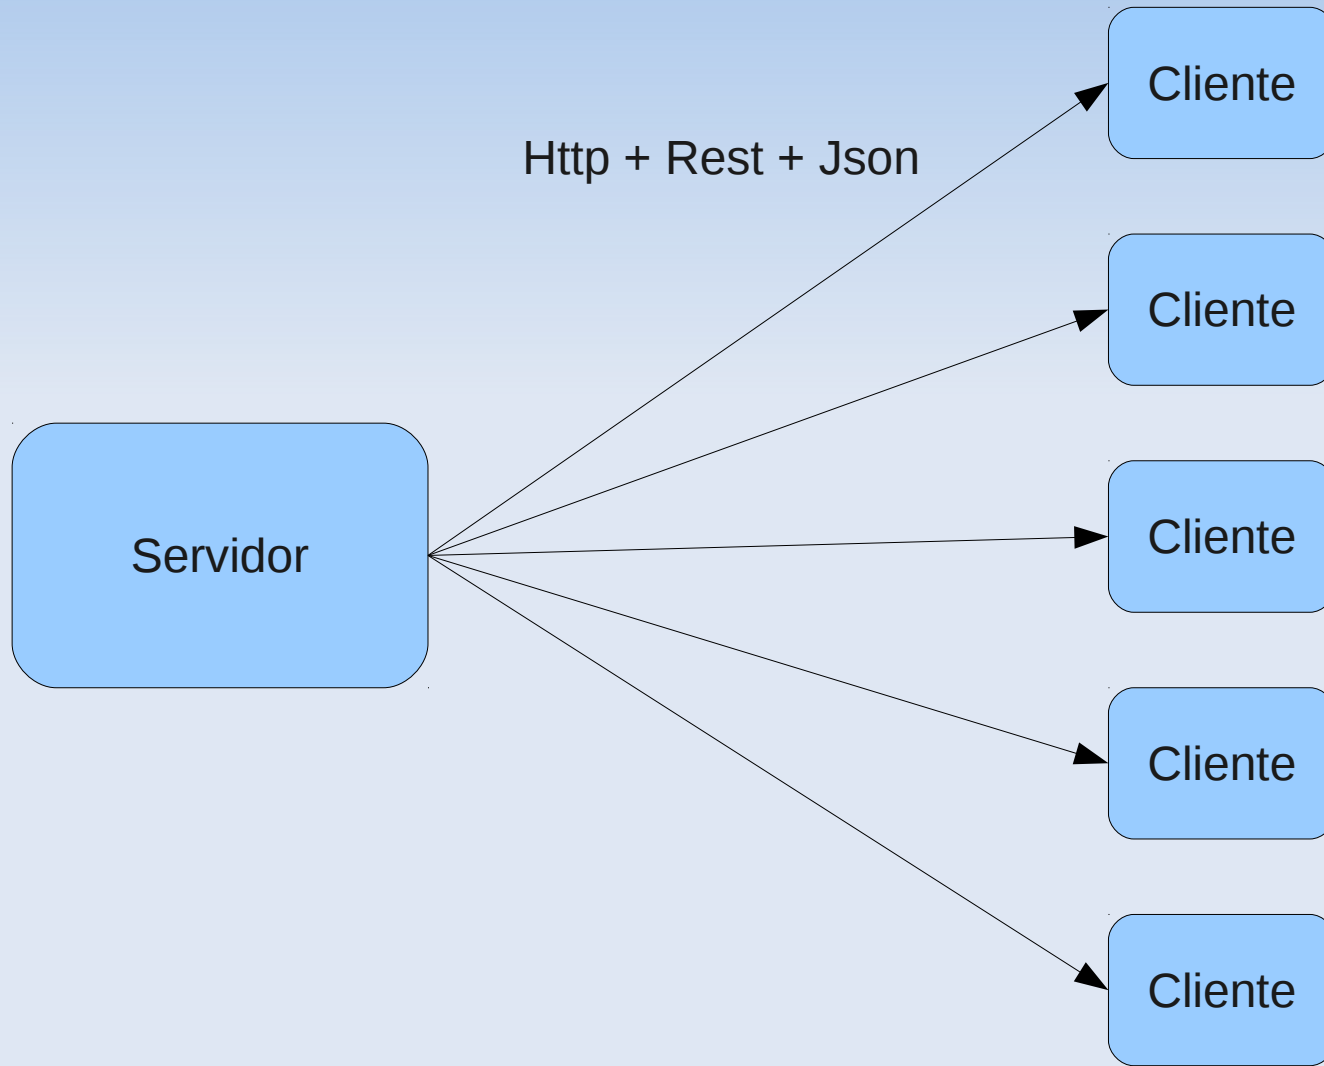 Cliente
Http + Rest + Json
Cliente
Cliente
Servidor
Cliente
Cliente